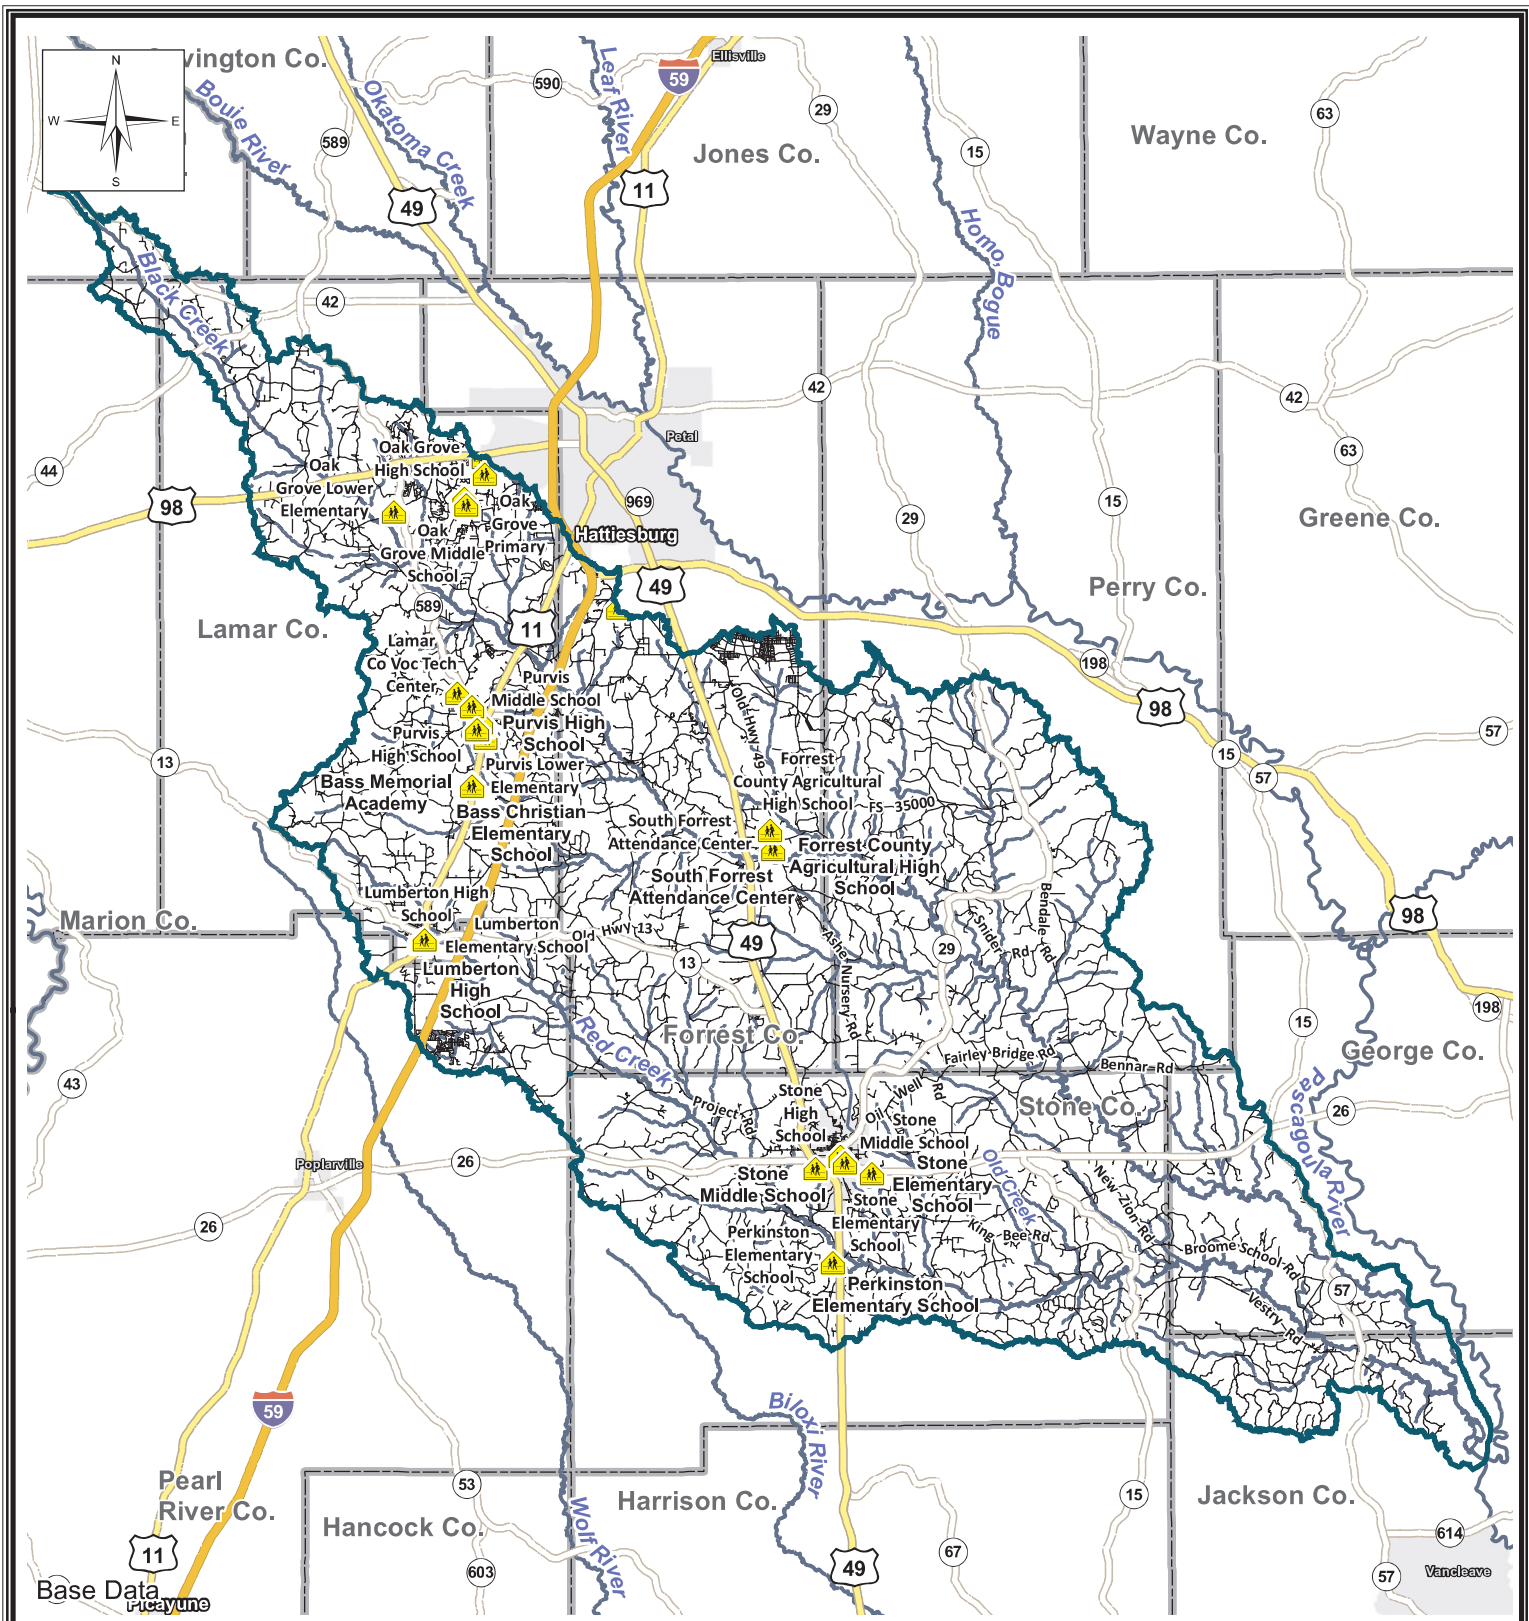 N
W
E
S
vington Co.
Bouie River
Okatoma Creek
Leaf River
590
59
Ellisville
29
63
589
Jones Co.
15
Wayne Co.
49
11
Homo, Bogue
Black Creek
42
42
42
Petal
44
63
98
Oak Grove
High School
Oak
Grove Lower
Elementary
Oak
Grove
Primary
Oak
Grove Middle
School
969
15
29
Hattiesburg
Greene Co.
49
Perry Co.
589
11
Lamar Co.
57
Lamar
Co Voc Tech
Center
198
Purvis
Middle School
98
Purvis High
School
Old Hwy 49
57
Purvis
High School
13
15
57
Purvis Lower
Elementary
Forrest
County Agricultural
High School
FS 35000
Bass Memorial
Academy
Bass Christian
Elementary
School
South Forrest
Attendance Center
Forrest County
Agricultural High
School
South Forrest
Attendance Center
Lumberton High
School
Bendale Rd
98
Marion Co.
Lumberton
Elementary School
Old Hwy 13
49
Ashe Nursery Rd
29
Snider Rd
13
Lumberton
High
School
198
15
Red Creek
Forrest Co.
Fairley Bridge Rd
Bennar Rd
George Co.
43
Pascagoula River
Stone
High
School
Project Rd
Oil Well Rd
Stone Co.
26
Stone
Middle School
Poplarville
26
Stone
Middle School
Stone
Elementary
School
Old Creek
New Zion Rd
26
Stone
Elementary
School
King Bee Rd
Perkinston
Elementary
School
Broome School Rd
Perkinston
Elementary School
57
Vestry Rd
59
Biloxi River
Pearl
River Co.
53
Harrison Co.
15
Jackson Co.
Hancock Co.
Wolf River
614
11
49
67
603
57
Vancleave
Base Data
Picayune